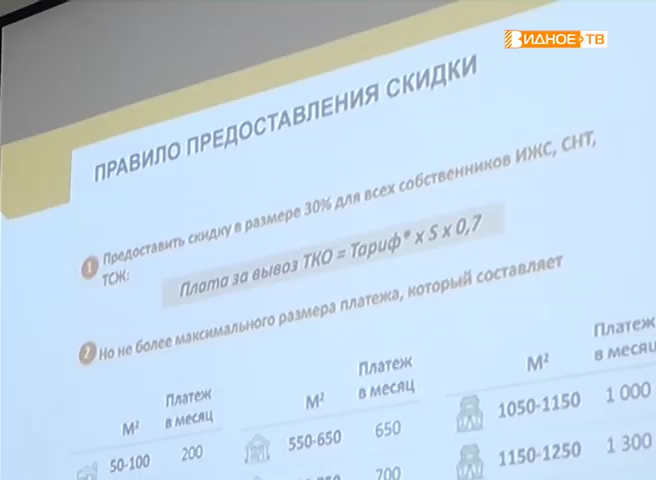 ВИДНОЕ-ТВ
ПРАВИЛО ПРЕДОСТАВЛЕНИЯ СКИДКИ
1 Предоставить скидку в размере 30% для всех собственников ИЖС, СНТ,
ТСЖ:
Плата за вывоз ТКО = Тариф* x S x 0,7
2 Но не более максимального размера платежа, который составляет
М² Платеж в месяц
50-100 200
М² Платеж в месяц
550-650 650
700
М² Платеж в месяц
1050-1150 1 000
1150-1250 1 300